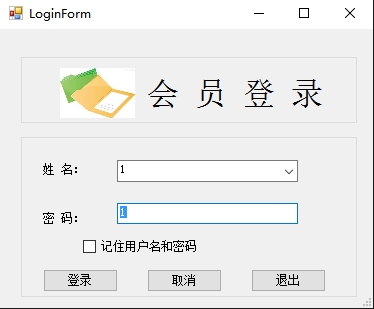 LoginForm
会 员 登 录
姓 名： 1
密 码： 1
记住用户名和密码
登录 取消 退出